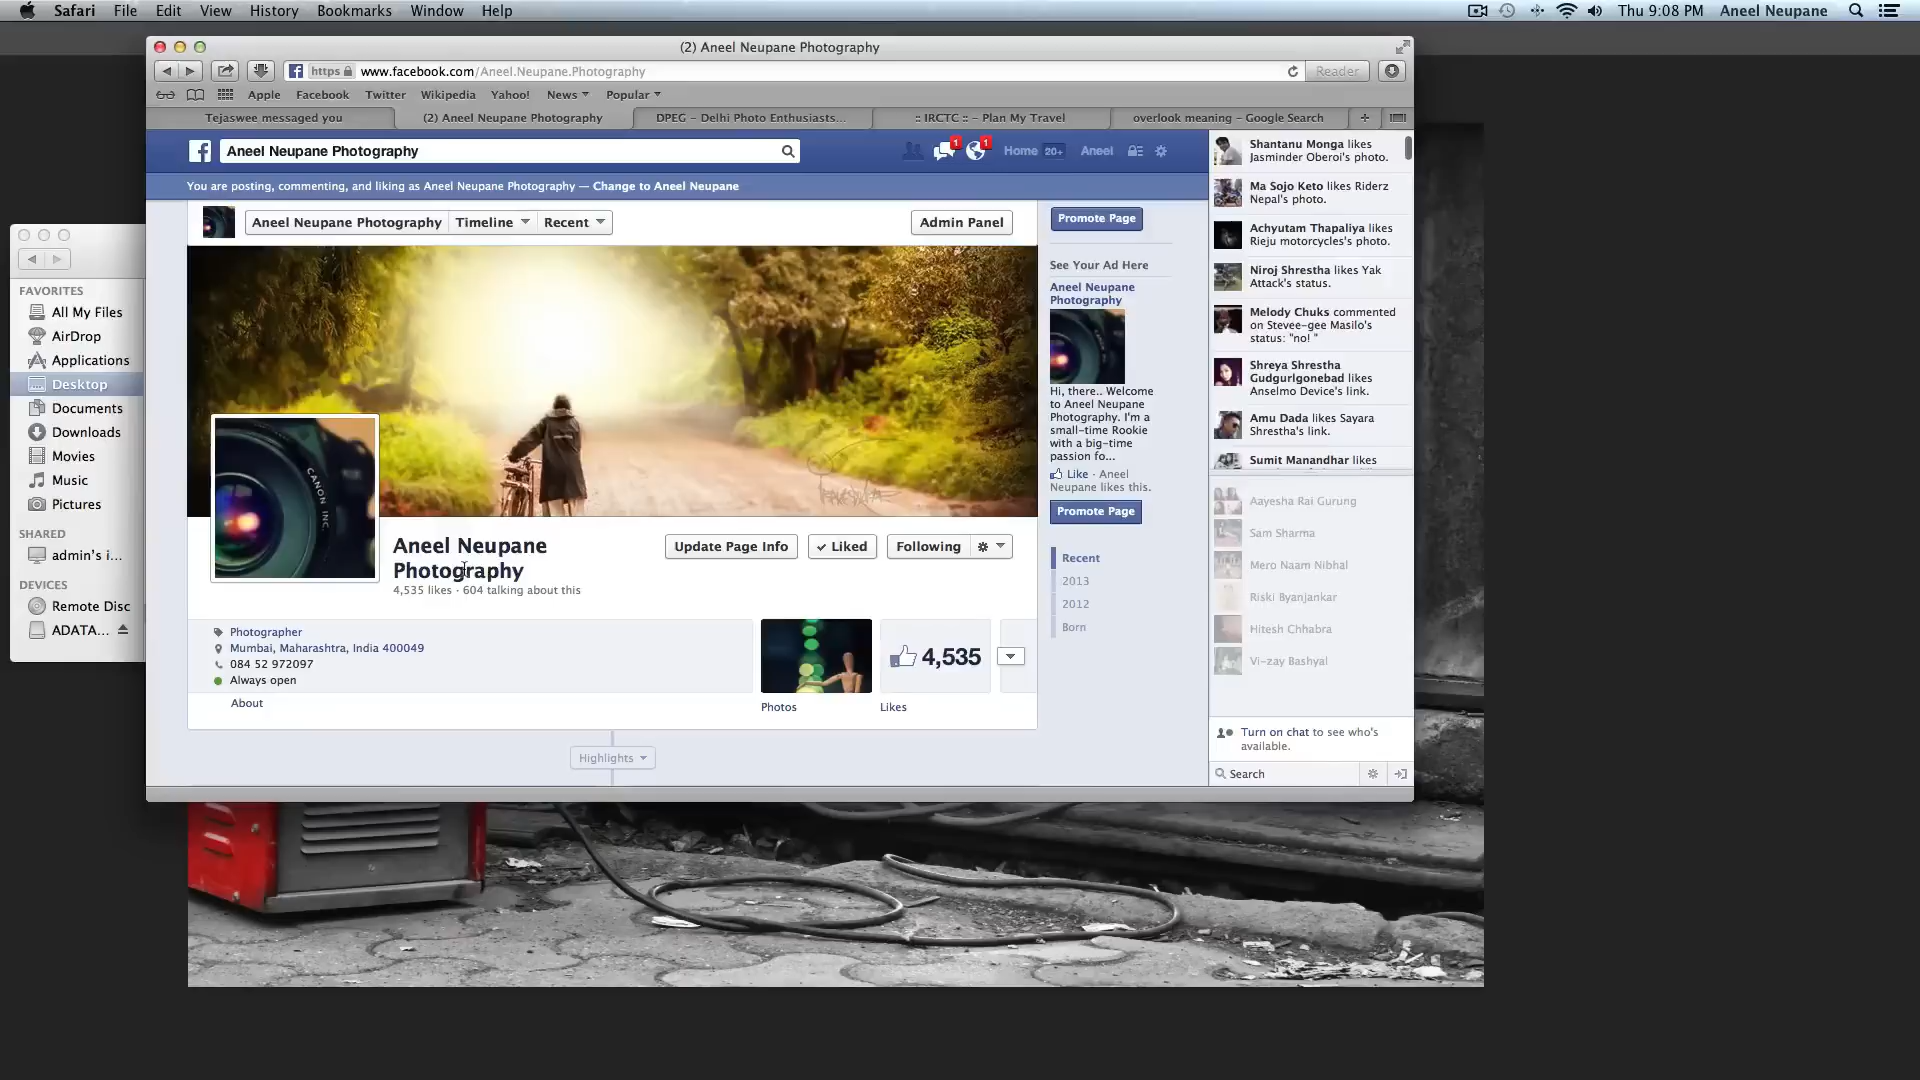 Safari File Edit View History Bookmarks Window Help
Thu 9:08 PM Aneel Neupane
(2) Aneel Neupane Photography
https www.facebook.com/Aneel.Neupane.Photography
Reader
Apple Facebook Twitter Wikipedia Yahoo! News Popular
Tejaswee messaged you
(2) Aneel Neupane Photography
DPEG – Delhi Photo Enthusiasts...
:: IRCTC :: – Plan My Travel
overlook meaning – Google Search
Aneel Neupane Photography
1
1
Home 20+ Aneel
You are posting, commenting, and liking as Aneel Neupane Photography — Change to Aneel Neupane
Aneel Neupane Photography Timeline Recent
Admin Panel
CANON INC.
Aneel Neupane
Photography
4,535 likes · 604 talking about this
Update Page Info
Liked
Following
Photographer
Mumbai, Maharashtra, India 400049
084 52 972097
Always open
About
Photos
4,535
Likes
Highlights
Promote Page
See Your Ad Here
Aneel Neupane
Photography
Hi, there.. Welcome
to Aneel Neupane
Photography. I'm a
small-time Rookie
with a big-time
passion fo...
Like · Aneel
Neupane likes this.
Promote Page
Recent
2013
2012
Born
Shantanu Monga likes
Jasminder Oberoi's photo.
Ma Sojo Keto likes Riderz
Nepal's photo.
Achyutam Thapaliya likes
Rieju motorcycles's photo.
Niroj Shrestha likes Yak
Attack's status.
Melody Chuks commented
on Stevee-gee Masilo's
status: "no! "
Shreya Shrestha
Gudgurlgonebad likes
Anselmo Device's link.
Amu Dada likes Sayara
Shrestha's link.
Sumit Manandhar likes
Aayesha Rai Gurung
Sam Sharma
Mero Naam Nibhal
Riski Byanjankar
Hitesh Chhabra
Vi-zay Bashyal
Turn on chat to see who's
available.
Search
FAVORITES
All My Files
AirDrop
Applications
Desktop
Documents
Downloads
Movies
Music
Pictures
SHARED
admin's i...
DEVICES
Remote Disc
ADATA...